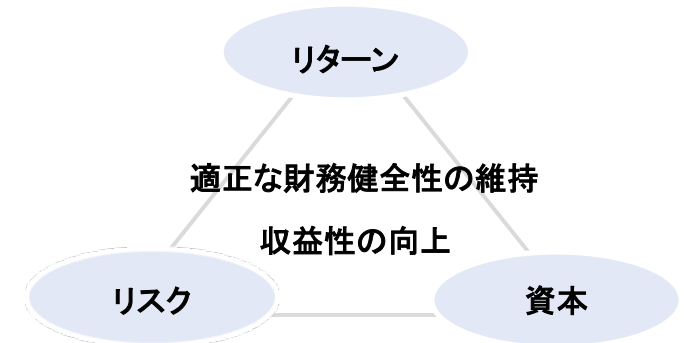 リターン
適正な財務健全性の維持
収益性の向上
リスク
資本